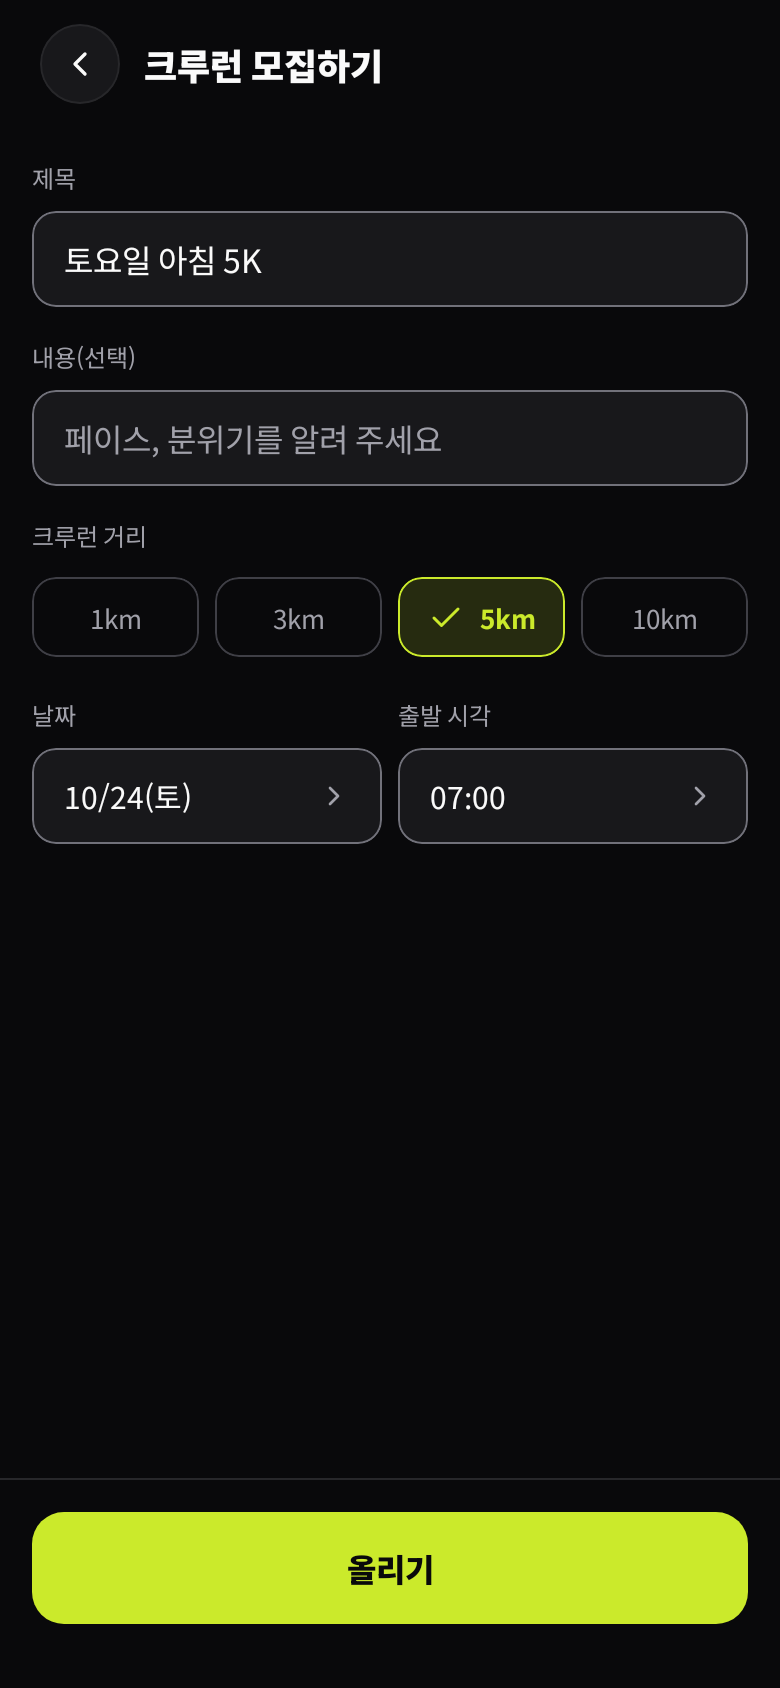 크루런 모집하기
제목
토요일 아침 5K
내용(선택)
페이스, 분위기를 알려 주세요
크루런 거리
1km 3km 5km 10km
날짜 출발 시각
10/24(토) 07:00
올리기